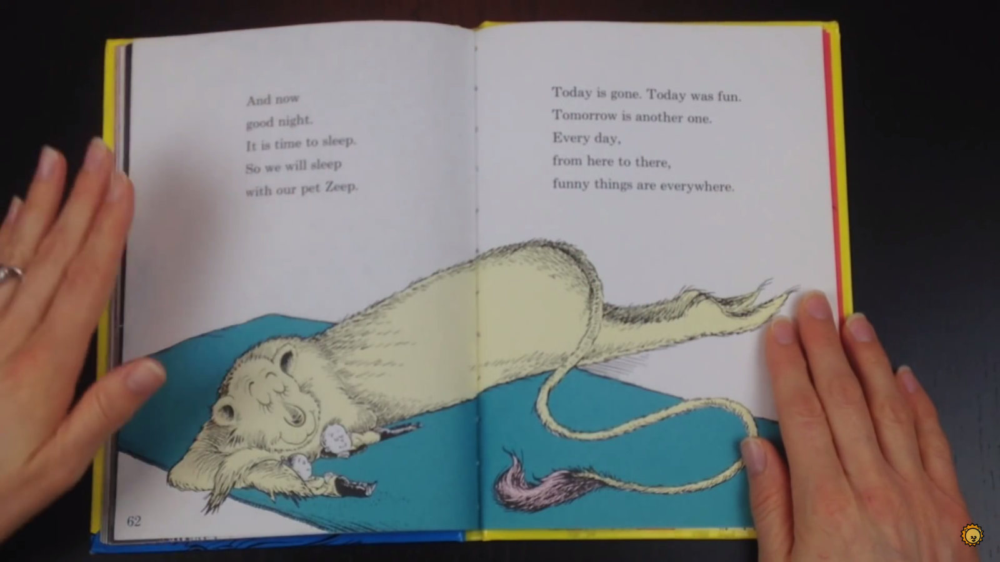 And now
good night.
It is time to sleep.
So we will sleep
with our pet Zeep.
Today is gone. Today was fun.
Tomorrow is another one.
Every day,
from here to there,
funny things are everywhere.
62